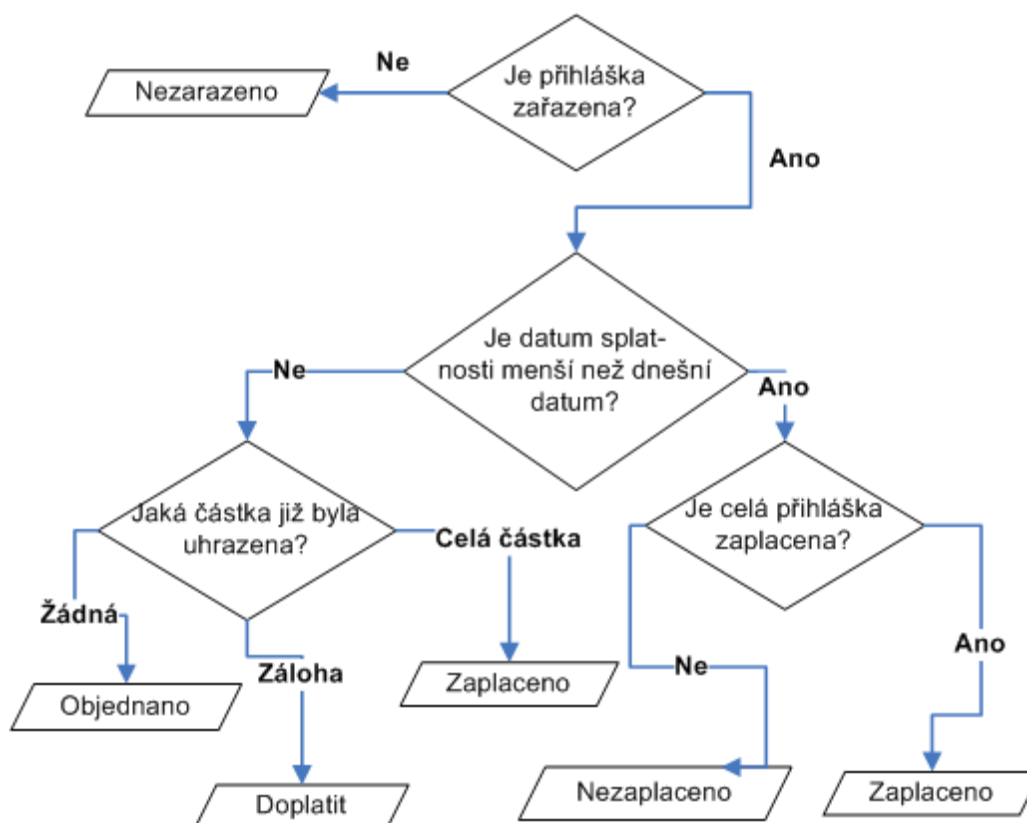 Ne
Nezarazeno
Je přihláška
zařazena?
Ano
Je datum splat-
nosti menší než dnešní
datum?
Ne
Ano
Jaká částka již byla
uhrazena?
Celá částka
Je celá přihláška
zaplacena?
Žádná
Záloha
Ne
Ano
Objednano
Zaplaceno
Doplatit
Nezaplaceno
Zaplaceno